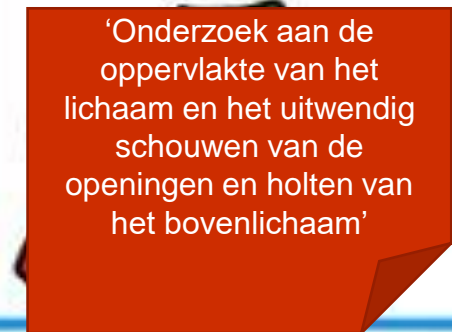 ‘Onderzoek aan de
oppervlakte van het
lichaam en het uitwendig
schouwen van de
openingen en holten van
het bovenlichaam’